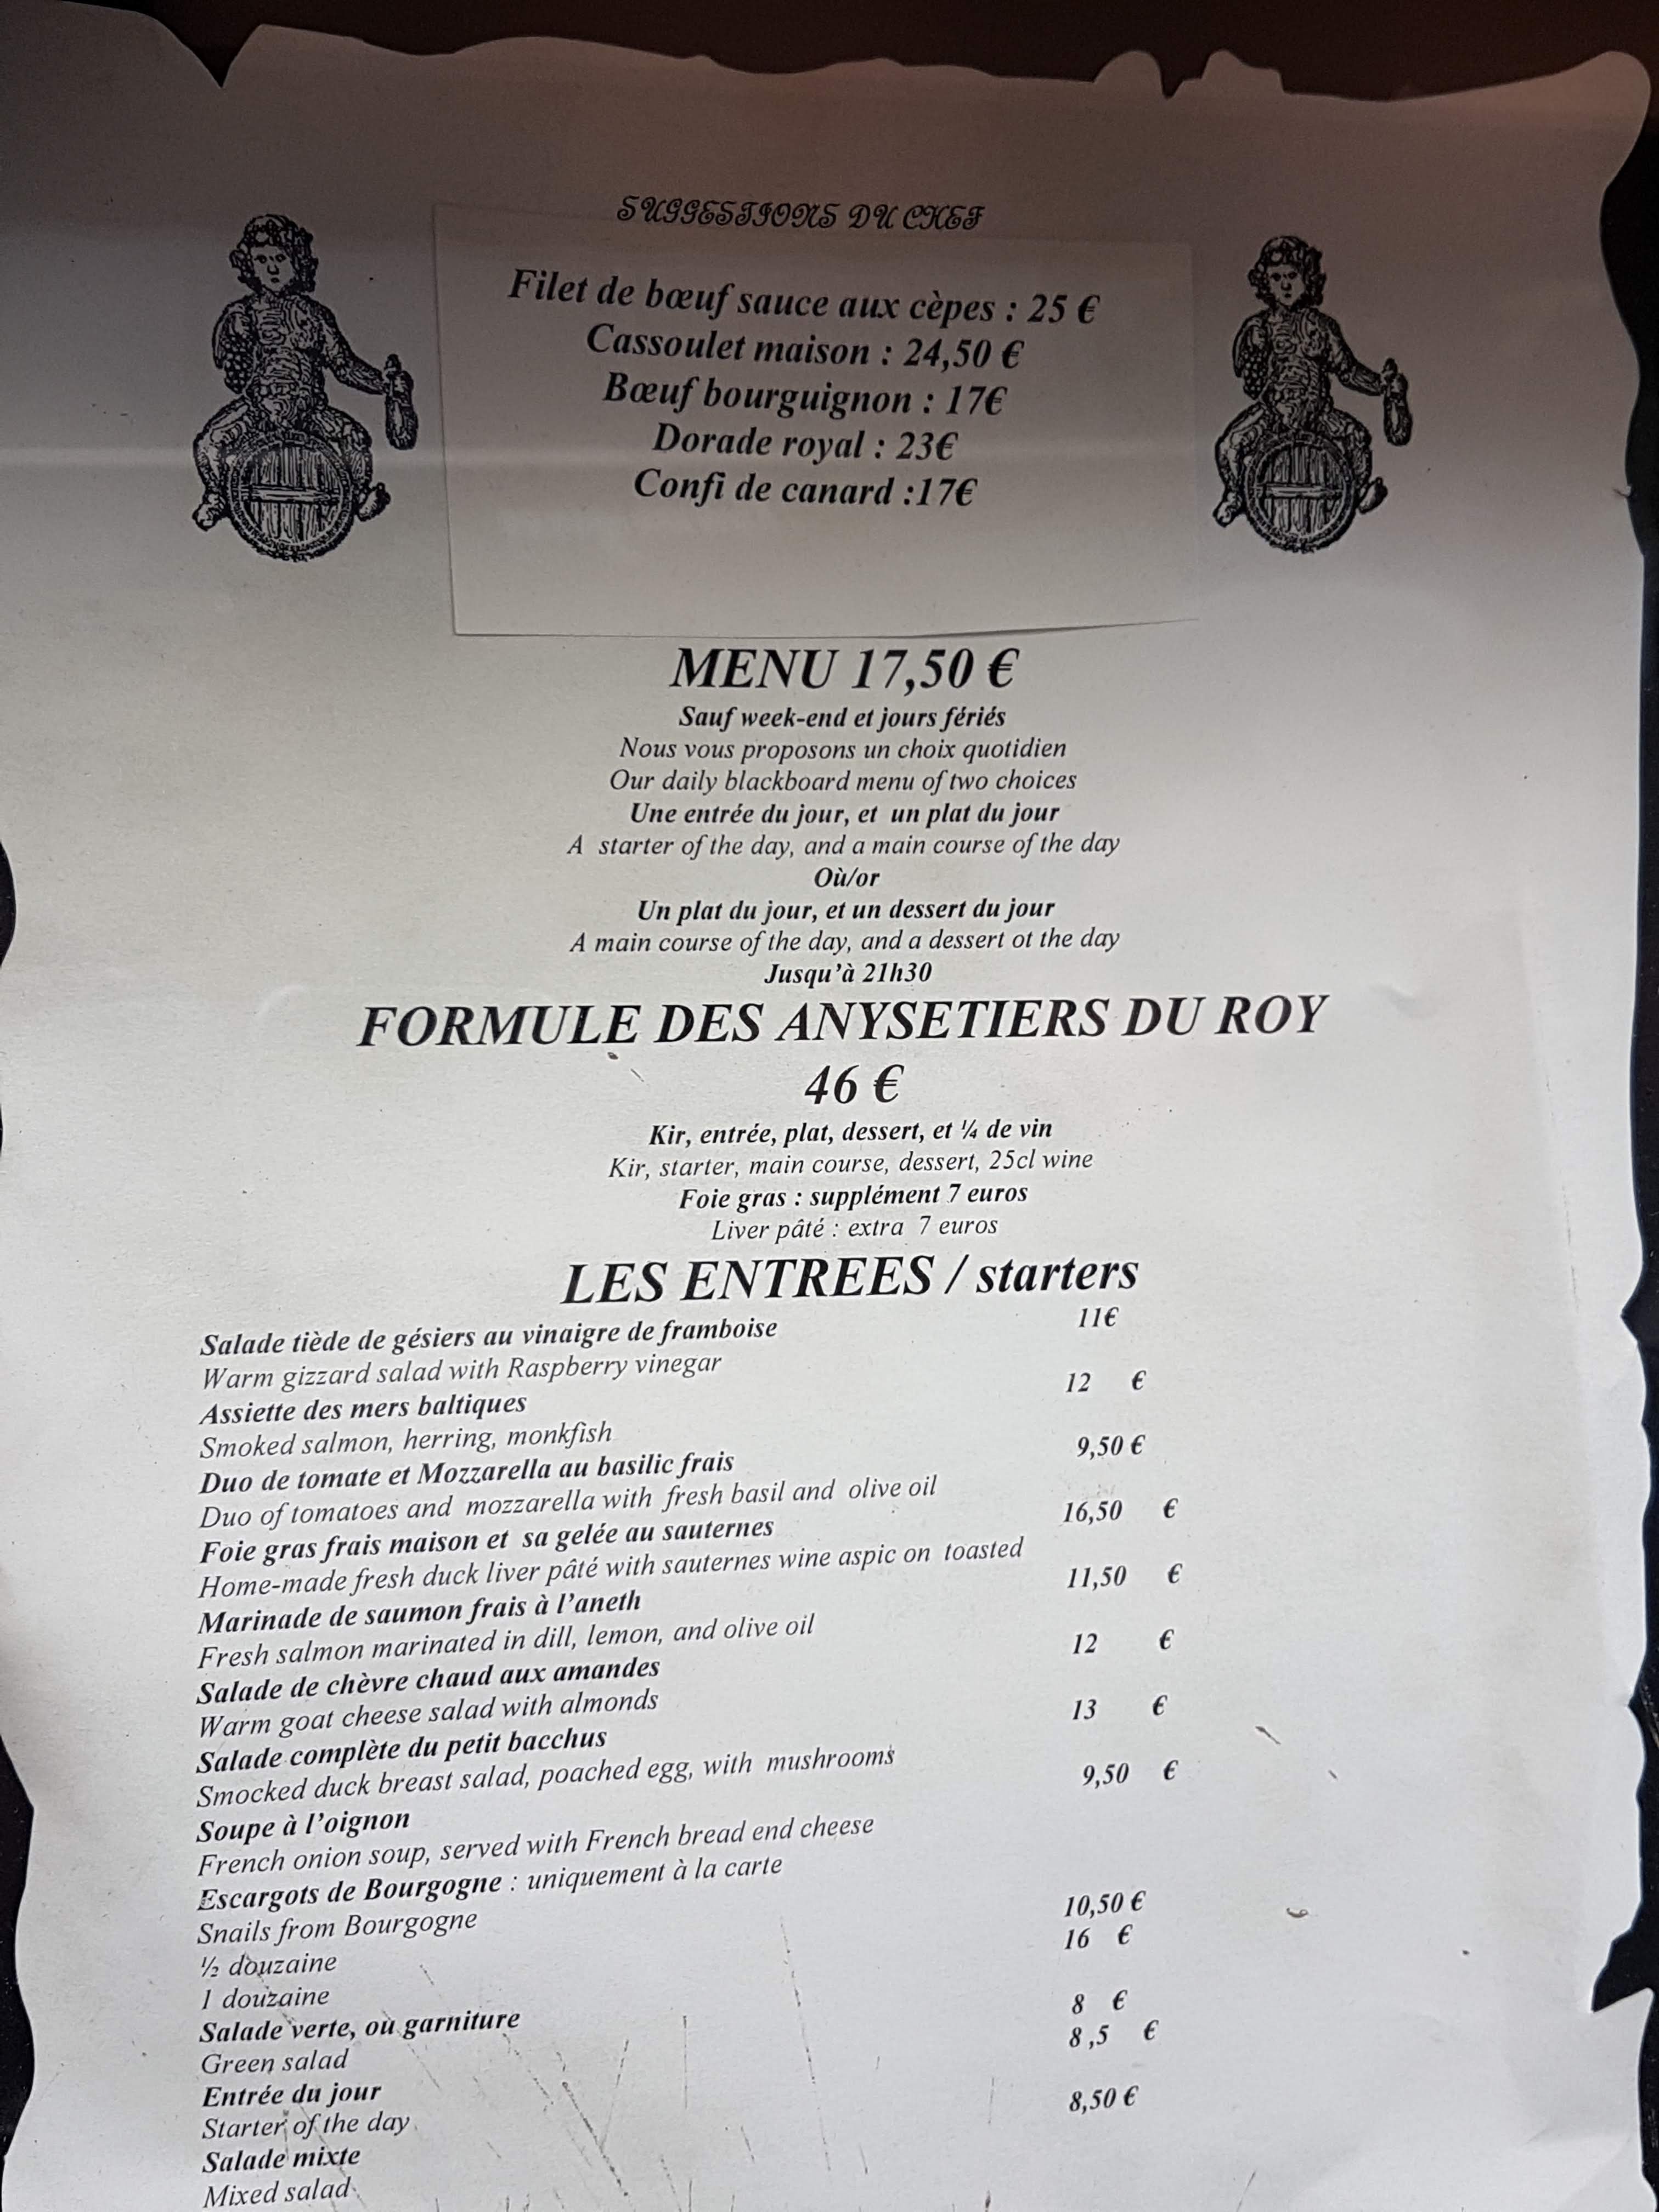 SUGGESTIONS DU CHEF
Filet de bœuf sauce aux cèpes : 25 €
Cassoulet maison : 24,50 €
Bœuf bourguignon : 17€
Dorade royal : 23€
Confi de canard :17€
MENU 17,50 €
Sauf week-end et jours fériés
Nous vous proposons un choix quotidien
Our daily blackboard menu of two choices
Une entrée du jour, et un plat du jour
A starter of the day, and a main course of the day
Où/or
Un plat du jour, et un dessert du jour
A main course of the day, and a dessert ot the day
Jusqu'à 21h30
FORMULE DES ANYSETIERS DU ROY
46 €
Kir, entrée, plat, dessert, et ¼ de vin
Kir, starter, main course, dessert, 25cl wine
Foie gras : supplément 7 euros
Liver pâté : extra 7 euros
LES ENTREES / starters
Salade tiède de gésiers au vinaigre de framboise 11€
Warm gizzard salad with Raspberry vinegar
Assiette des mers baltiques 12 €
Smoked salmon, herring, monkfish
Duo de tomate et Mozzarella au basilic frais 9,50 €
Duo of tomatoes and mozzarella with fresh basil and olive oil
Foie gras frais maison et sa gelée au sauternes 16,50 €
Home-made fresh duck liver pâté with sauternes wine aspic on toasted
Marinade de saumon frais à l'aneth 11,50 €
Fresh salmon marinated in dill, lemon, and olive oil
Salade de chèvre chaud aux amandes 12 €
Warm goat cheese salad with almonds
Salade complète du petit bacchus 13 €
Smocked duck breast salad, poached egg, with mushrooms
Soupe à l'oignon 9,50 €
French onion soup, served with French bread end cheese
Escargots de Bourgogne : uniquement à la carte
Snails from Bourgogne
½ douzaine 10,50 €
1 douzaine 16 €
Salade verte, où garniture 8 €
Green salad
Entrée du jour 8,5 €
Starter of the day
Salade mixte 8,50 €
Mixed salad